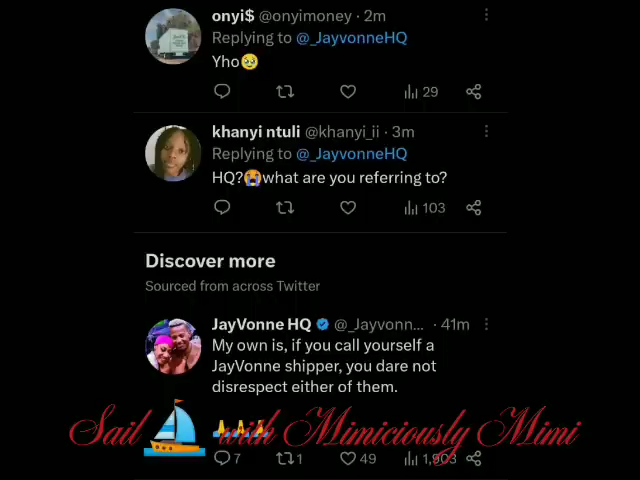 onyi$ @onyimoney · 2m
Replying to @_JayvonneHQ
Yho🥹
29
khanyi ntuli @khanyi_ii · 3m
Replying to @_JayvonneHQ
HQ?😭what are you referring to?
103
Discover more
Sourced from across Twitter
JayVonne HQ @_Jayvonn... · 41m
My own is, if you call yourself a
JayVonne shipper, you dare not
disrespect either of them.
🙏🙏🙏
Sail ⛵ with Mimiciously Mimi
7 1 49 1,903